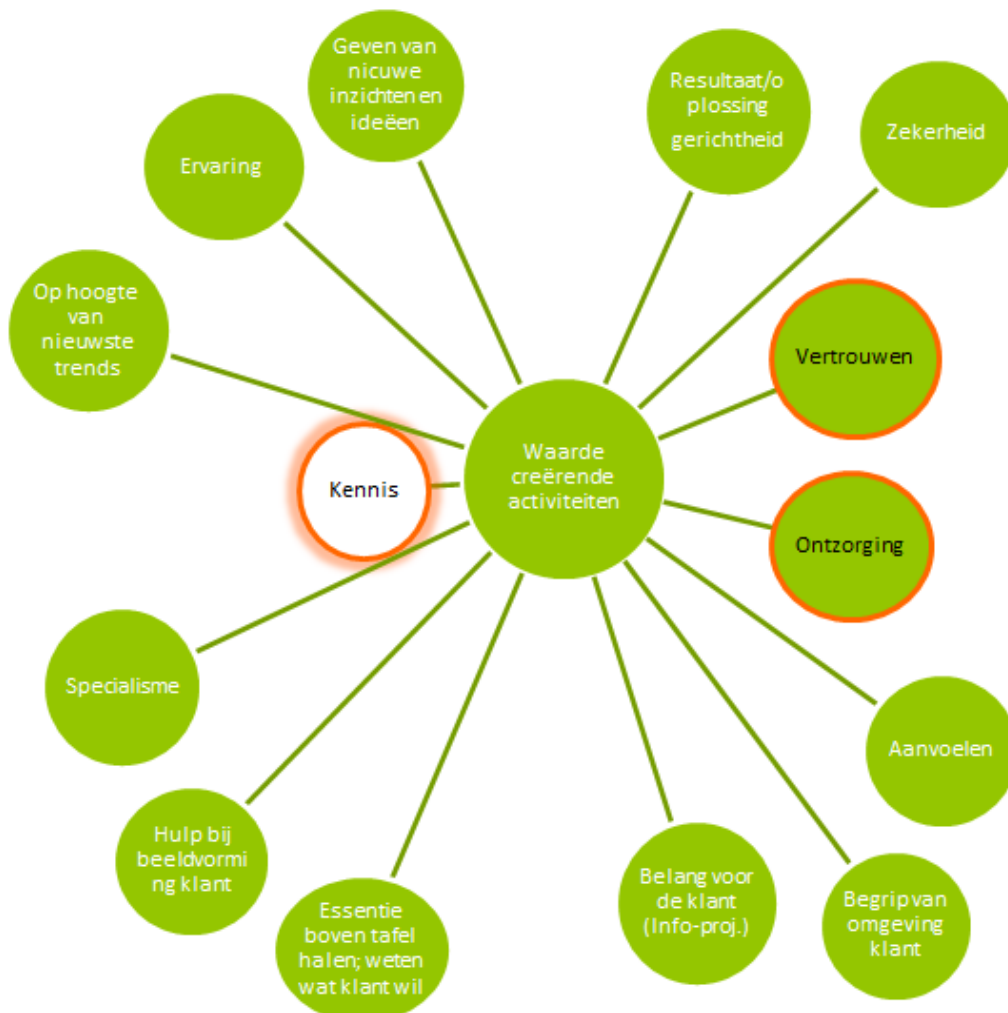 Geven van
nicuwe
inzichten en
ideëen
Resultaat/o
plossing
gerichtheid
Zekerheid
Ervaring
Op hoogte
van
nieuwste
trends
Vertrouwen
Kennis
Waarde
creërende
activiteiten
Ontzorging
Specialisme
Aanvoelen
Hulp bij
beeldvormi
ng klant
Essentie
boven tafel
halen; weten
wat klant wil
Belang voor
de klant
(Info-proj.)
Begrip van
omgeving
klant